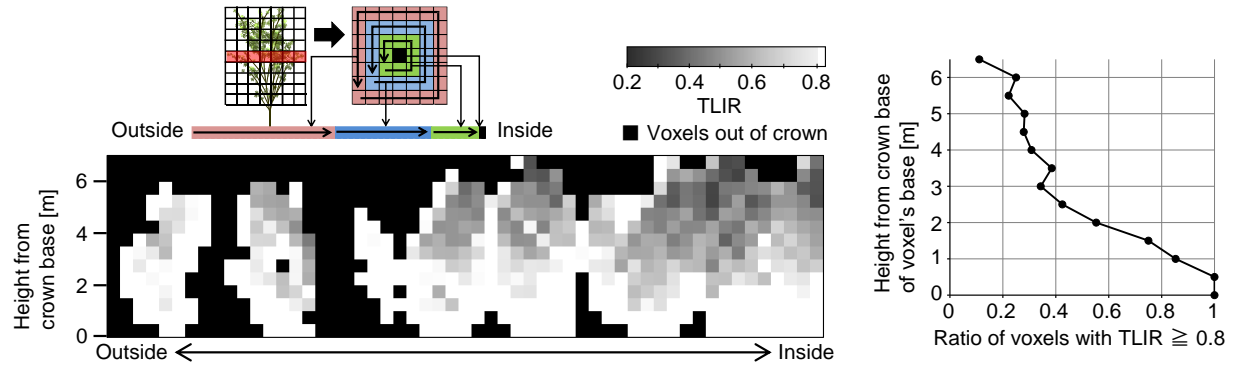 Outside
Inside
0.2 0.4 0.6 0.8
TLIR
Voxels out of crown
Height from
crown base [m]
6
4
2
0
Outside
Inside
Height from crown base
of voxel's base [m]
6
5
4
3
2
1
0
0 0.2 0.4 0.6 0.8 1
Ratio of voxels with TLIR ≧ 0.8